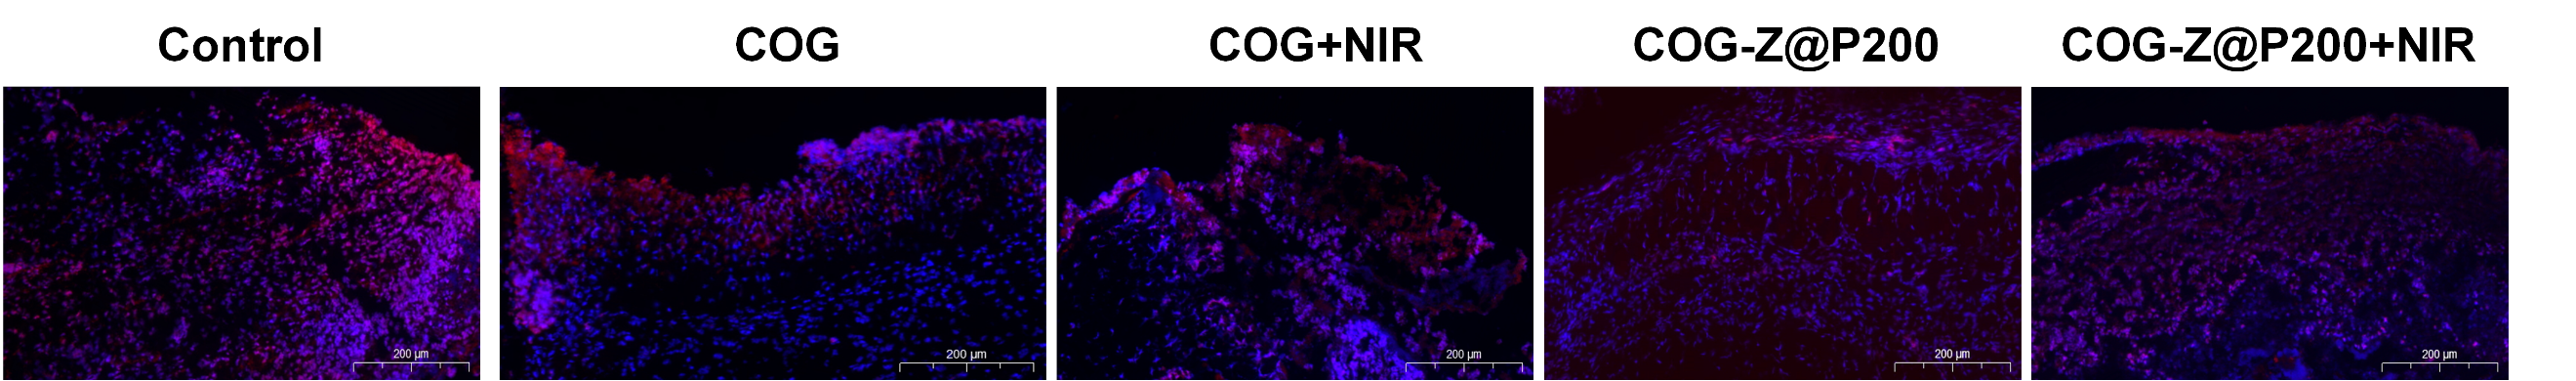 Control COG COG+NIR COG-Z@P200 COG-Z@P200+NIR
200 µm 200 µm 200 µm 200 µm 200 µm